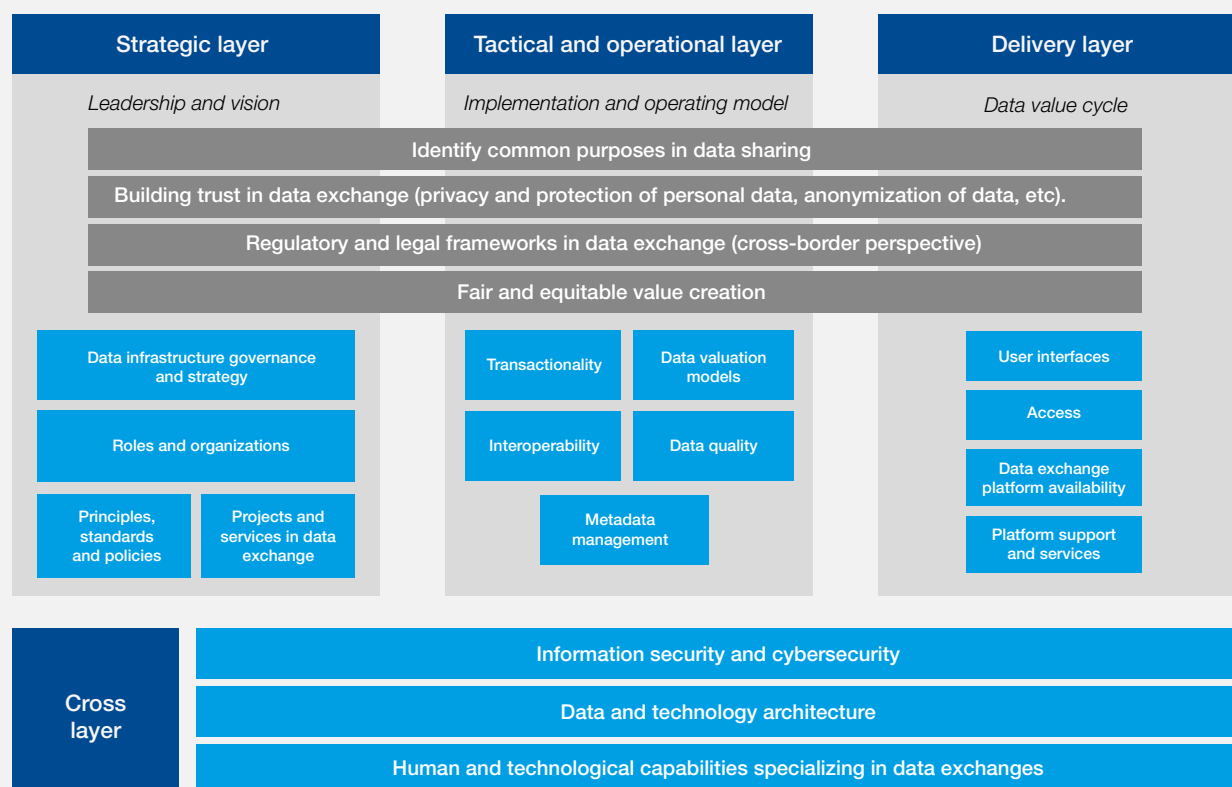 Strategic layer
Tactical and operational layer
Delivery layer
Leadership and vision
Implementation and operating model
Data value cycle
Identify common purposes in data sharing
Building trust in data exchange (privacy and protection of personal data, anonymization of data, etc).
Regulatory and legal frameworks in data exchange (cross-border perspective)
Fair and equitable value creation
Data infrastructure governance
and strategy
Roles and organizations
Principles,
standards
and policies
Projects and
services in data
exchange
Transactionality
Data valuation
models
Interoperability
Data quality
Metadata
management
User interfaces
Access
Data exchange
platform availability
Platform support
and services
Cross
layer
Information security and cybersecurity
Data and technology architecture
Human and technological capabilities specializing in data exchanges